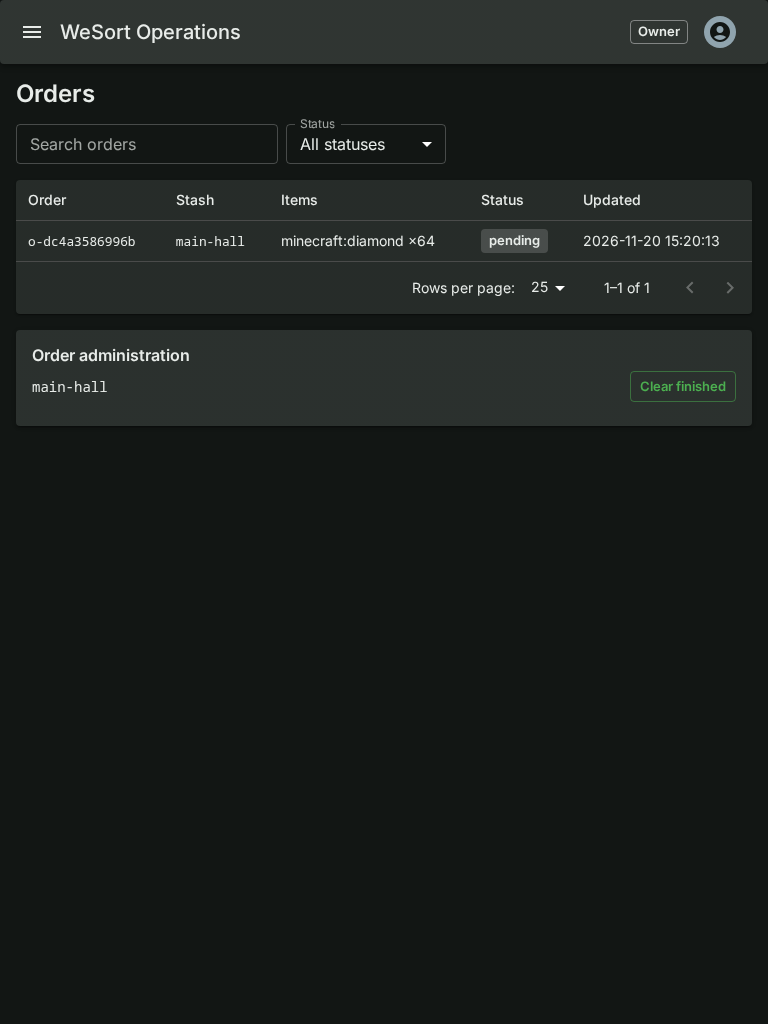 WeSort Operations
Owner
Orders
Search orders
Status
All statuses
Order Stash Items Status Updated
o-dc4a3586996b main-hall minecraft:diamond ×64 pending 2026-11-20 15:20:13
Rows per page: 25 1–1 of 1
Order administration
main-hall
Clear finished